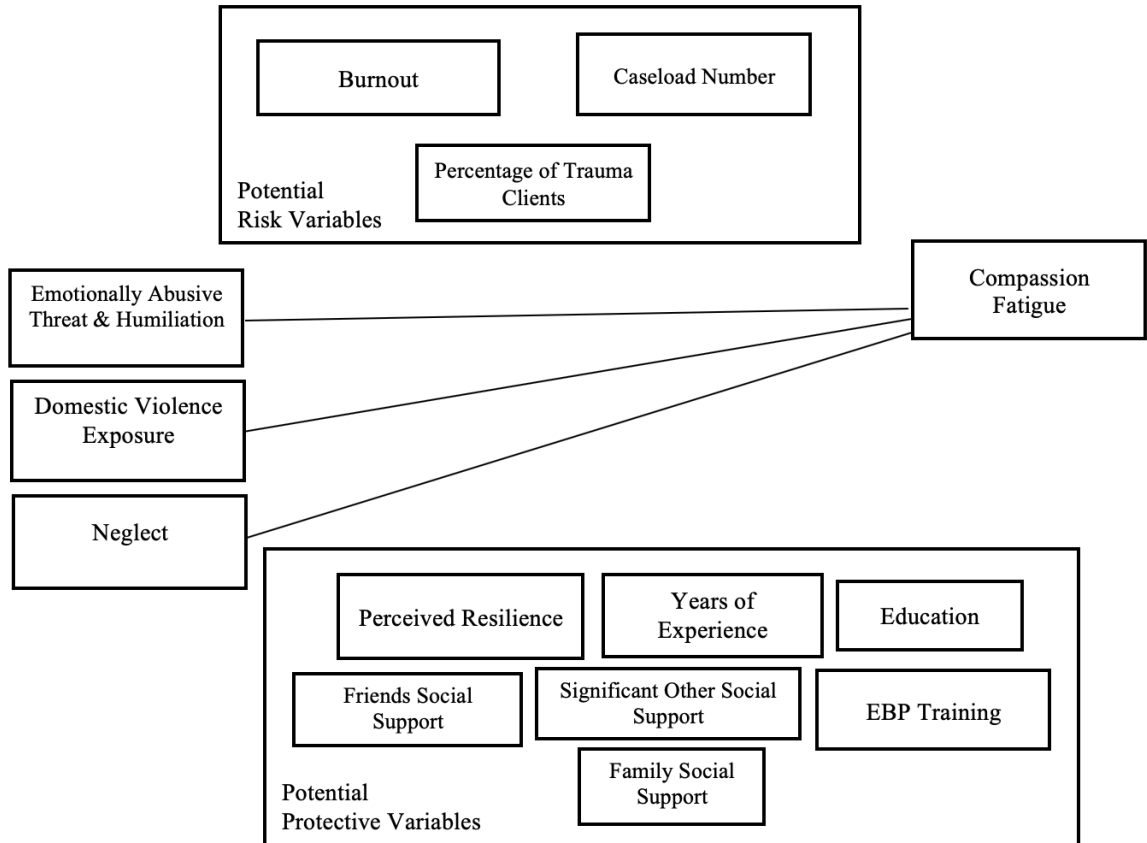 Burnout
Caseload Number
Percentage of Trauma
Clients
Potential
Risk Variables
Emotionally Abusive
Threat & Humiliation
Compassion
Fatigue
Domestic Violence
Exposure
Neglect
Perceived Resilience
Years of
Experience
Education
Friends Social
Support
Significant Other Social
Support
EBP Training
Family Social
Support
Potential
Protective Variables